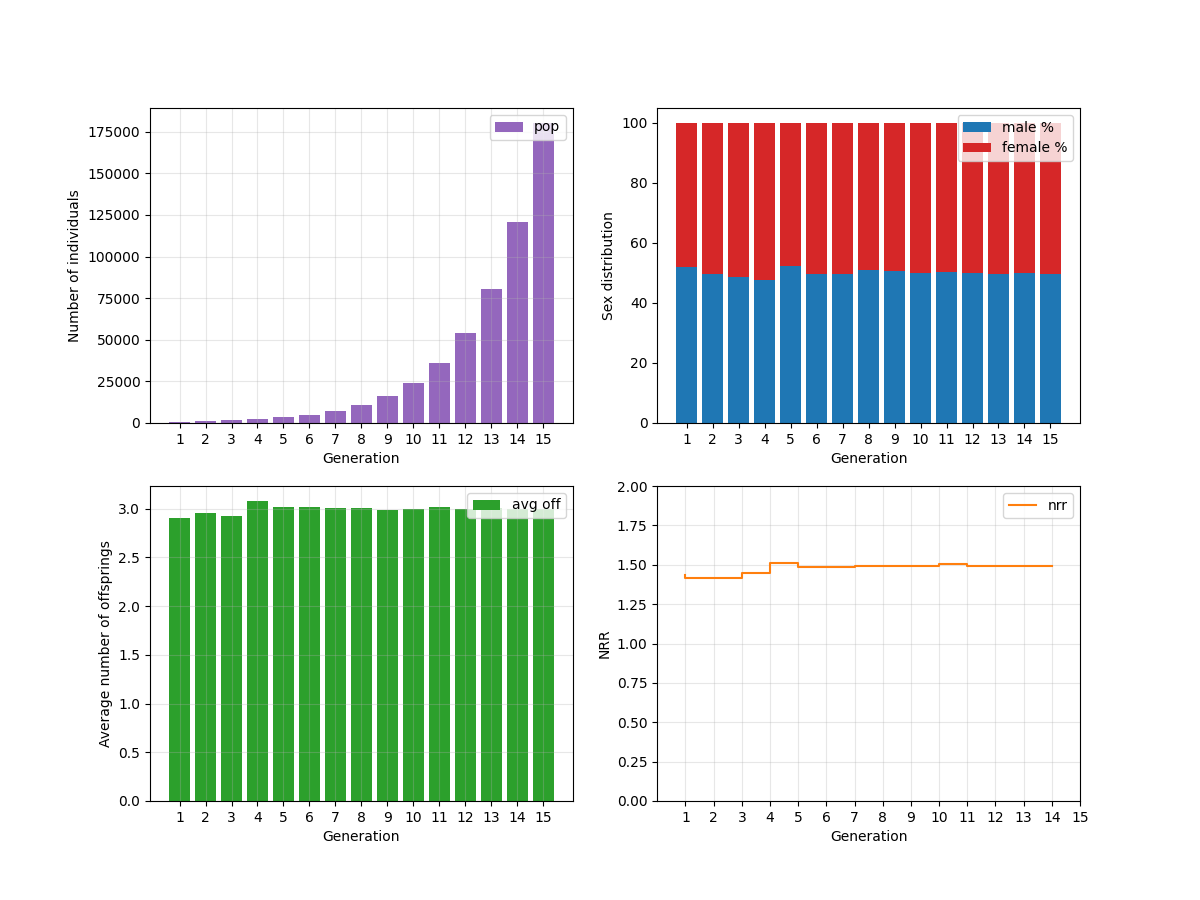 175000
150000
125000
100000
75000
50000
25000
0
Number of individuals
pop
1 2 3 4 5 6 7 8 9 10 11 12 13 14 15
Generation
100
80
60
40
20
0
Sex distribution
male %
female %
1 2 3 4 5 6 7 8 9 10 11 12 13 14 15
Generation
3.0
2.5
2.0
1.5
1.0
0.5
0.0
Average number of offsprings
avg off
1 2 3 4 5 6 7 8 9 10 11 12 13 14 15
Generation
2.00
1.75
1.50
1.25
1.00
0.75
0.50
0.25
0.00
NRR
nrr
1 2 3 4 5 6 7 8 9 10 11 12 13 14 15
Generation